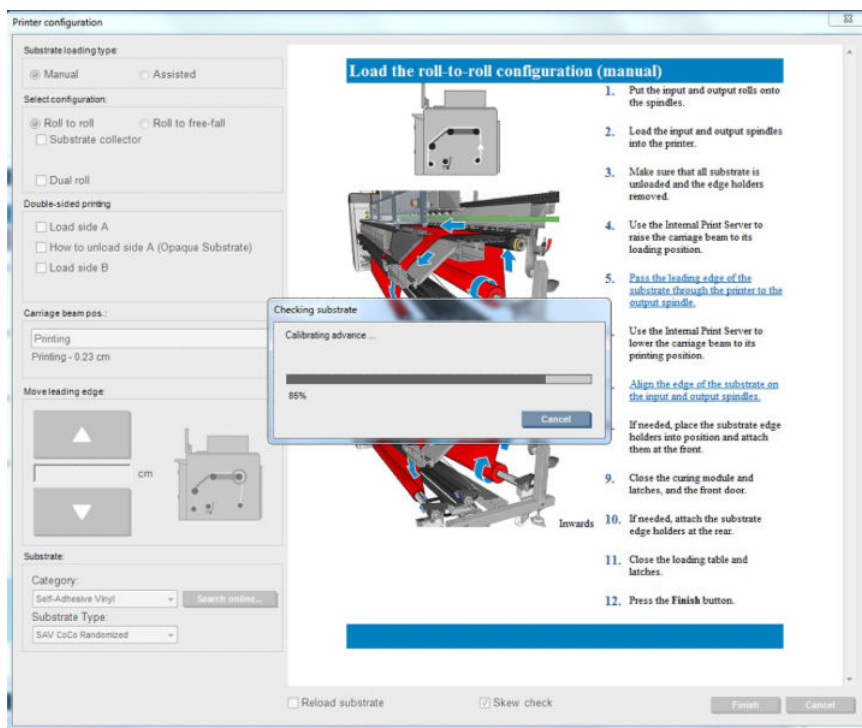 Printer configuration
Substrate loading type:
Manual
Assisted
Select configuration:
Roll to roll
Roll to free-fall
Substrate collector
Dual roll
Double-sided printing
Load side A
How to unload side A (Opaque Substrate)
Load side B
Carriage beam pos.:
Printing
Printing - 0.23 cm
Move leading edge:
cm
Substrate:
Category:
Self-Adhesive Vinyl
Search online...
Substrate Type:
SAV CoCo Randomized
Load the roll-to-roll configuration (manual)
1. Put the input and output rolls onto
the spindles.
2. Load the input and output spindles
into the printer.
3. Make sure that all substrate is
unloaded and the edge holders
removed.
4. Use the Internal Print Server to
raise the carriage beam to its
loading position.
5. Pass the leading edge of the
substrate through the printer to the
output spindle.
Use the Internal Print Server to
lower the carriage beam to its
printing position.
Align the edge of the substrate on
the input and output spindles.
If needed, place the substrate edge
holders into position and attach
them at the front.
9. Close the curing module and
latches, and the front door.
Inwards
10. If needed, attach the substrate
edge holders at the rear.
11. Close the loading table and
latches.
12. Press the Finish button.
Checking substrate
Calibrating advance ...
85%
Cancel
Reload substrate
Skew check
Finish
Cancel